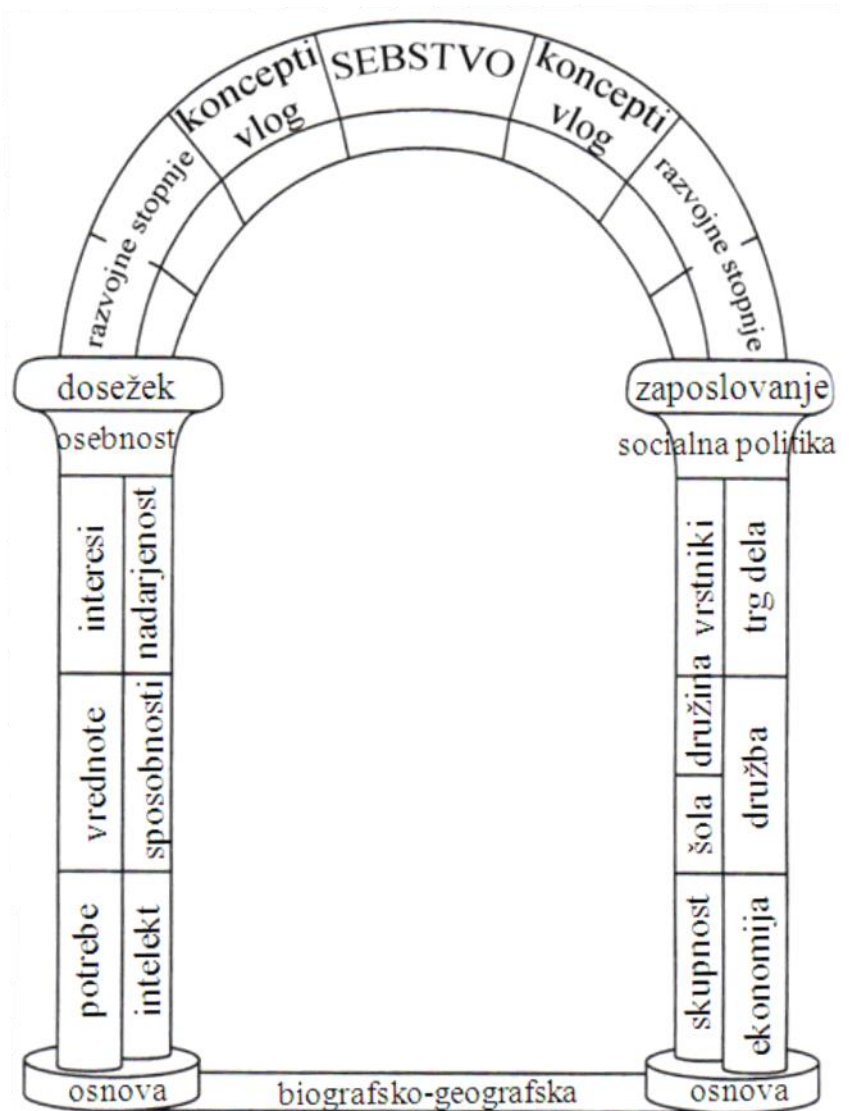 koncepti
vlog
SEBSTVO
koncepti
vlog
razvojne stopnje
razvojne stopnje
dosežek
osebnost
zaposlovanje
socialna politika
interesi
nadarjenost
vrednote
sposobnosti
potrebe
intelekt
vrstniki
trg dela
družina
šola
družba
skupnost
ekonomija
osnova
biografsko-geografska
osnova